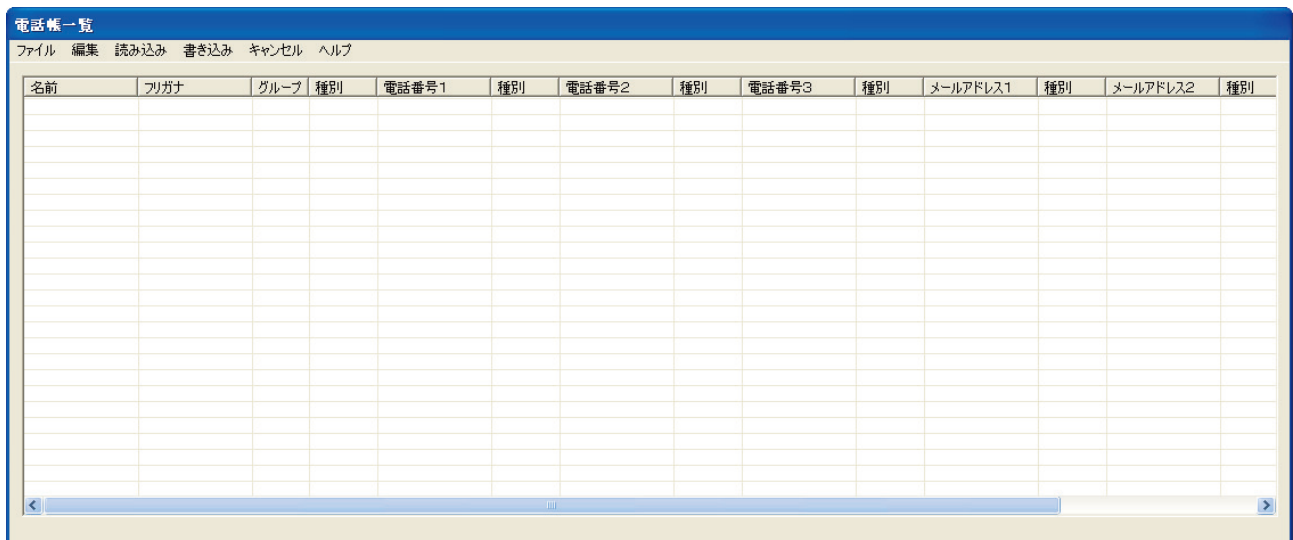 電話帳一覧
ファイル 編集 読み込み 書き込み キャンセル ヘルプ
名前 フリガナ グループ 種別 電話番号1 種別 電話番号2 種別 電話番号3 種別 メールアドレス1 種別 メールアドレス2 種別